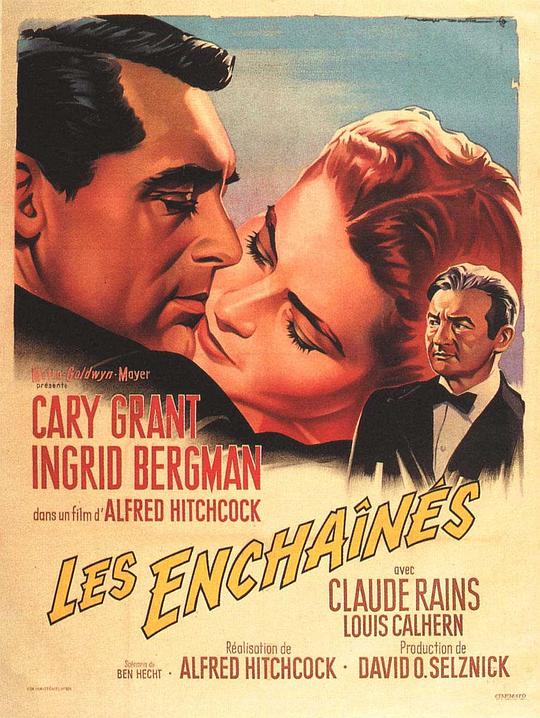 Metro-Goldwyn-Mayer
présente
CARY GRANT
INGRID BERGMAN
dans un film d'ALFRED HITCHCOCK
LES ENCHAÎNÉS
avec
CLAUDE RAINS
LOUIS CALHERN
Scénario de
BEN HECHT
· Réalisation de
ALFRED HITCHCOCK ·
Production de
DAVID O. SELZNICK